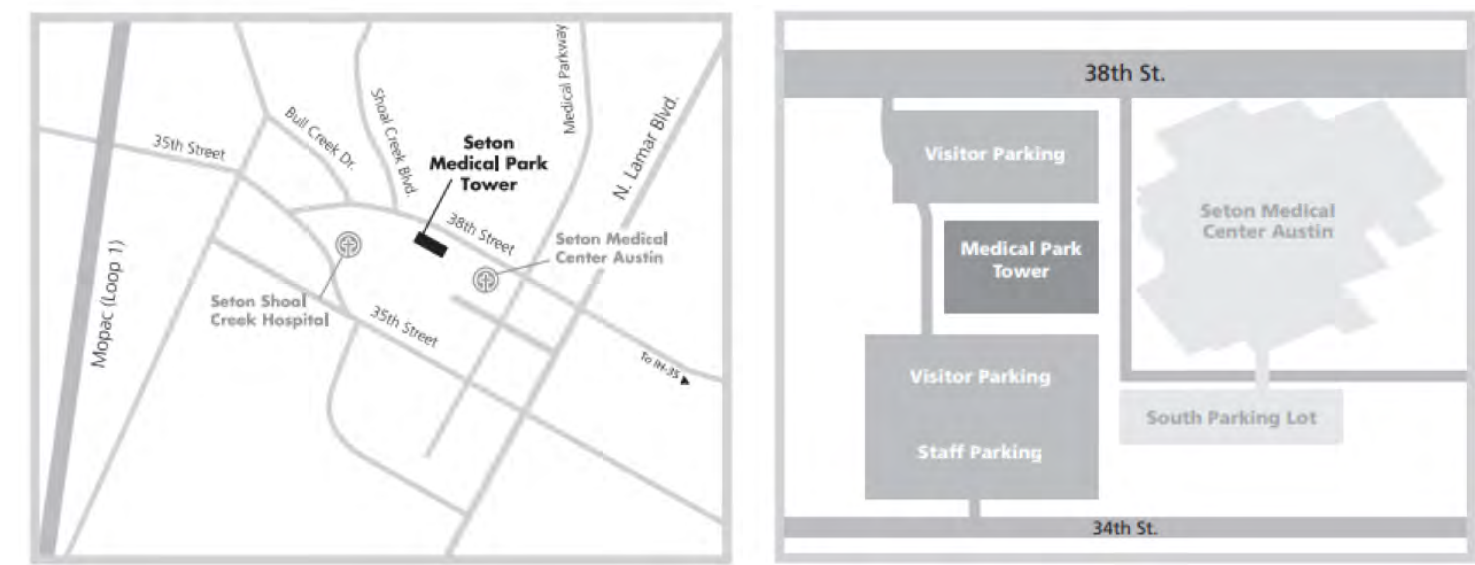 Medical Parkway
Shoal Creek Blvd.
Bull Creek Dr.
35th Street
Seton
Medical Park
Tower
N. Lamar Blvd.
38th Street
Seton Medical
Center Austin
Mopac (Loop 1)
Seton Shoal
Creek Hospital
35th Street
To IH-35
38th St.
Visitor Parking
Seton Medical
Center Austin
Medical Park
Tower
Visitor Parking
South Parking Lot
Staff Parking
34th St.